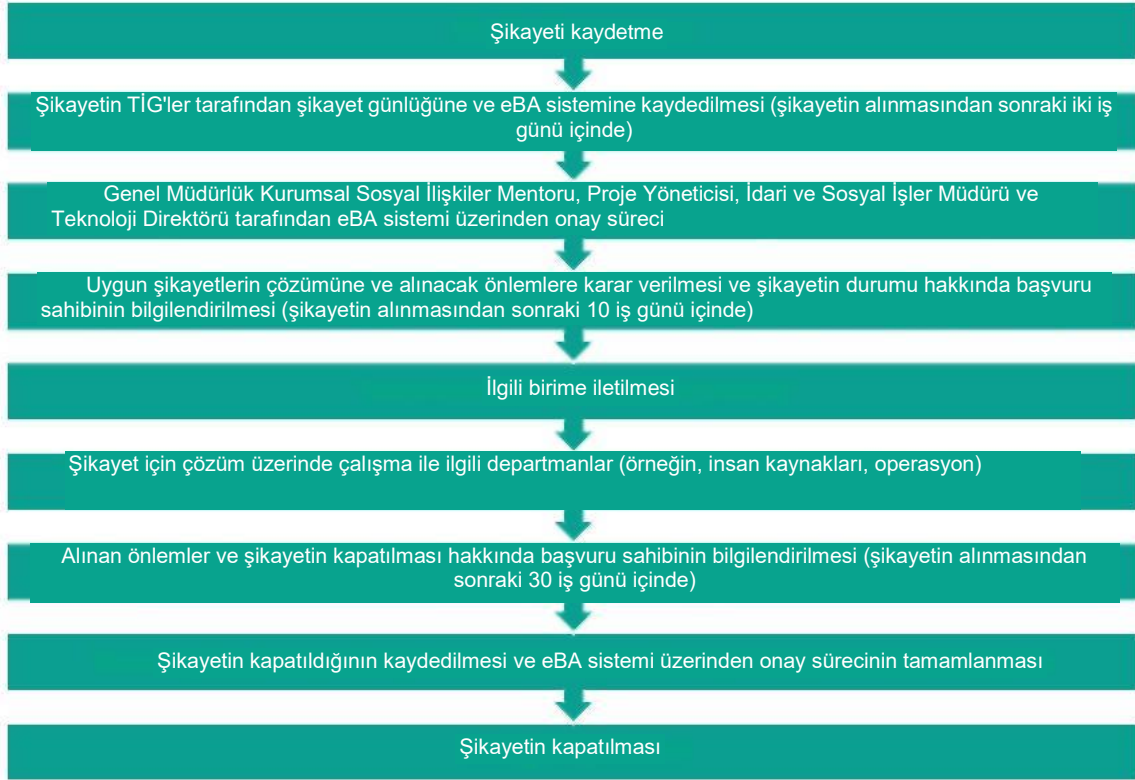 Şikayeti kaydetme
Şikayetin TİG'ler tarafından şikayet günlüğüne ve eBA sistemine kaydedilmesi (şikayetin alınmasından sonraki iki iş
günü içinde)
Genel Müdürlük Kurumsal Sosyal İlişkiler Mentoru, Proje Yöneticisi, İdari ve Sosyal İşler Müdürü ve
Teknoloji Direktörü tarafından eBA sistemi üzerinden onay süreci
Uygun şikayetlerin çözümüne ve alınacak önlemlere karar verilmesi ve şikayetin durumu hakkında başvuru
sahibinin bilgilendirilmesi (şikayetin alınmasından sonraki 10 iş günü içinde)
İlgili birime iletilmesi
Şikayet için çözüm üzerinde çalışma ile ilgili departmanlar (örneğin, insan kaynakları, operasyon)
Alınan önlemler ve şikayetin kapatılması hakkında başvuru sahibinin bilgilendirilmesi (şikayetin alınmasından
sonraki 30 iş günü içinde)
Şikayetin kapatıldığının kaydedilmesi ve eBA sistemi üzerinden onay sürecinin tamamlanması
Şikayetin kapatılması